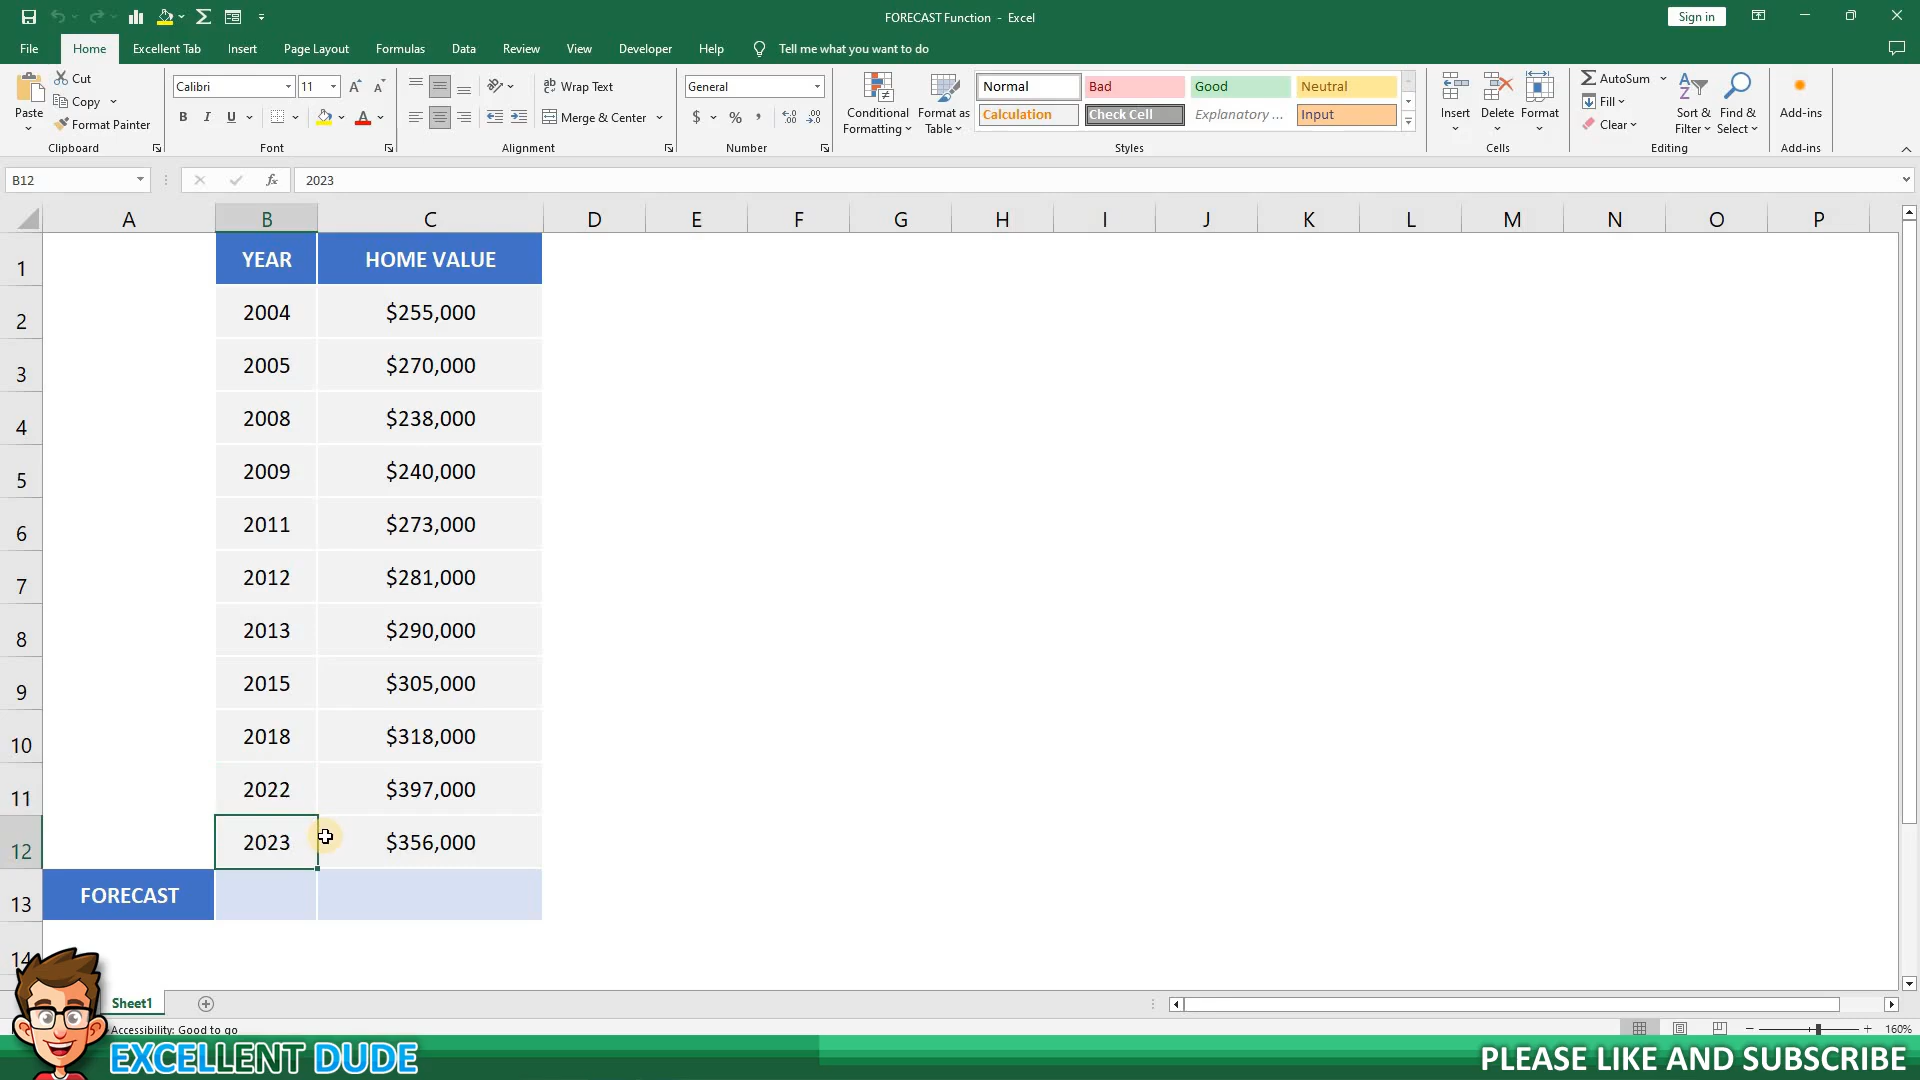 FORECAST Function - Excel
Sign in
File Home Excellent Tab Insert Page Layout Formulas Data Review View Developer Help Tell me what you want to do
Paste
Cut
Copy
Format Painter
Clipboard
Calibri 11
B I U A
Font
Wrap Text
Merge & Center
Alignment
General
$ % ,
Number
Conditional Formatting
Format as Table
Normal Bad Good Neutral
Calculation Check Cell Explanatory ... Input
Styles
Insert Delete Format
Cells
AutoSum
Fill
Clear
Sort & Filter
Find & Select
Editing
Add-ins
Add-ins
B12 fx 2023
A B C D E F G H I J K L M N O P
1 YEAR HOME VALUE
2 2004 $255,000
3 2005 $270,000
4 2008 $238,000
5 2009 $240,000
6 2011 $273,000
7 2012 $281,000
8 2013 $290,000
9 2015 $305,000
10 2018 $318,000
11 2022 $397,000
12 2023 $356,000
13 FORECAST
14
Sheet1
Accessibility: Good to go
160%
EXCELLENT DUDE
PLEASE LIKE AND SUBSCRIBE